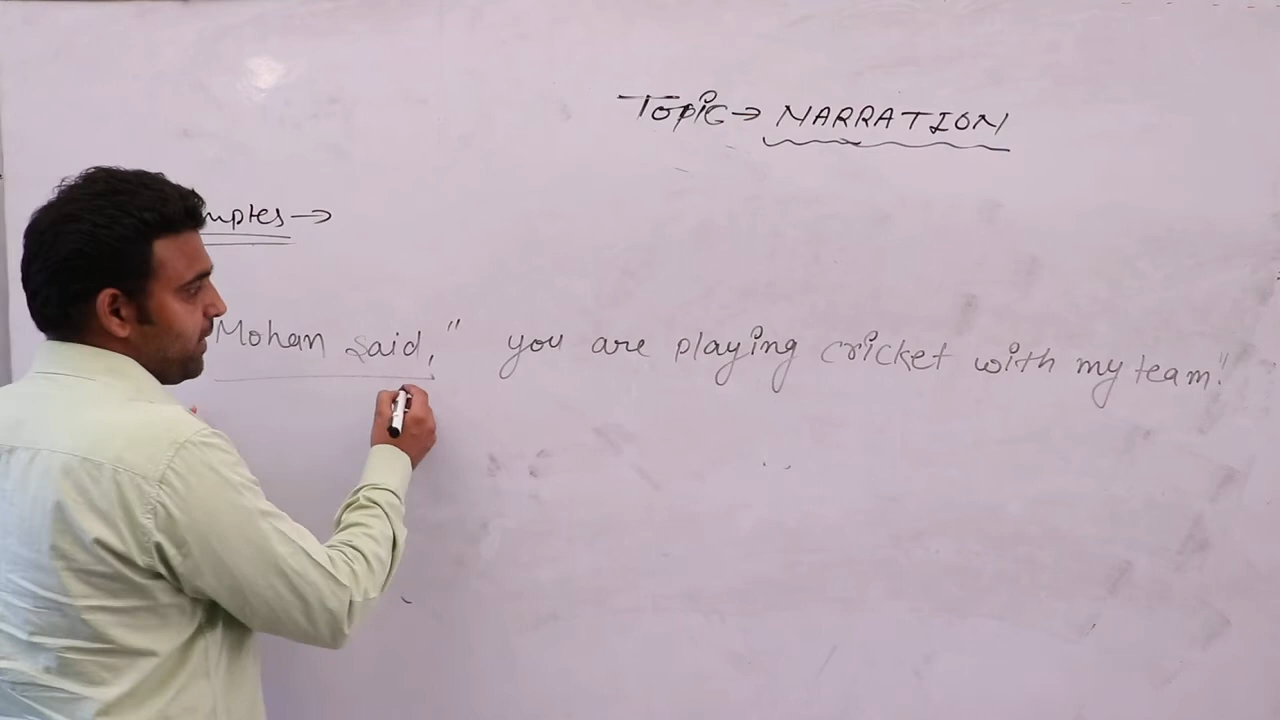 Topic → NARRATION
mples →
Mohan said, " you are playing cricket with my team."